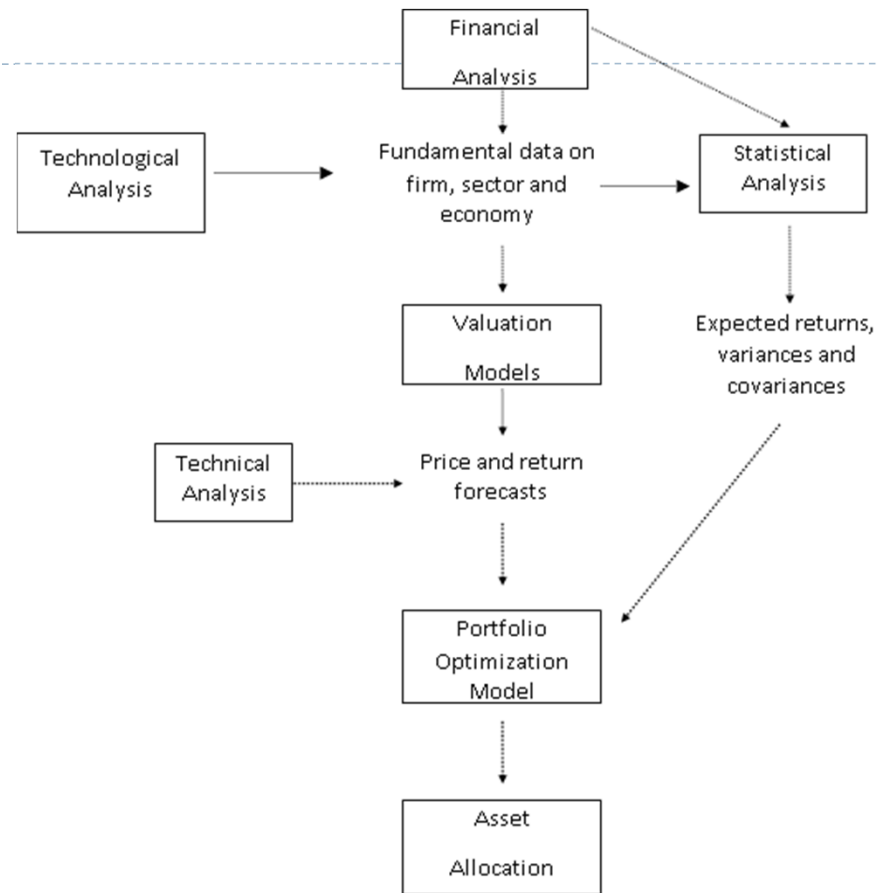 Financial
Analysis
Technological
Analysis
Fundamental data on
firm, sector and
economy
Statistical
Analysis
Valuation
Models
Expected returns,
variances and
covariances
Technical
Analysis
Price and return
forecasts
Portfolio
Optimization
Model
Asset
Allocation